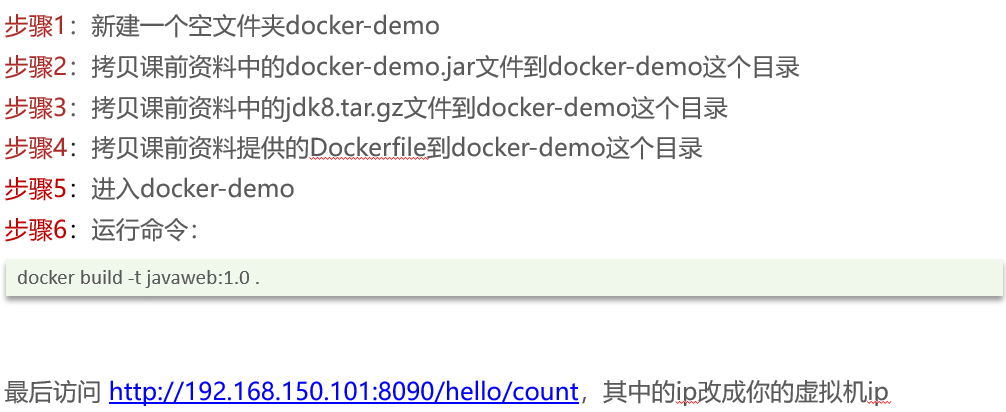 步骤1：新建一个空文件夹docker-demo
步骤2：拷贝课前资料中的docker-demo.jar文件到docker-demo这个目录
步骤3：拷贝课前资料中的jdk8.tar.gz文件到docker-demo这个目录
步骤4：拷贝课前资料提供的Dockerfile到docker-demo这个目录
步骤5：进入docker-demo
步骤6：运行命令：
docker build -t javaweb:1.0 .
最后访问 http://192.168.150.101:8090/hello/count，其中的ip改成你的虚拟机ip